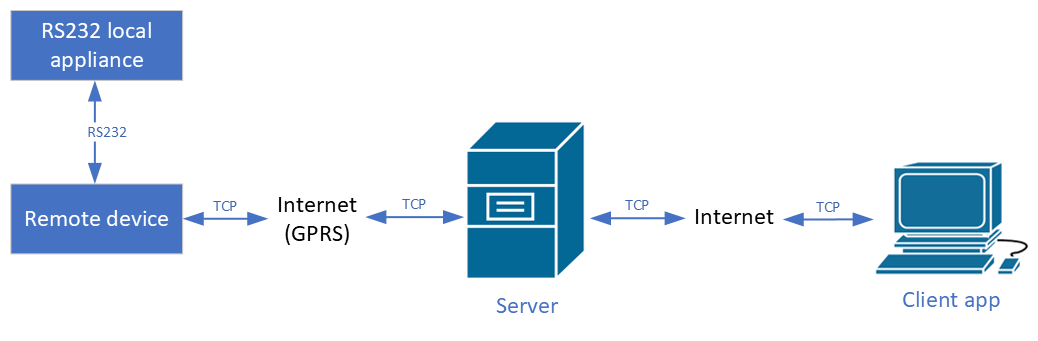 RS232 local
appliance
RS232
Remote device
TCP
Internet
(GPRS)
TCP
Server
TCP
Internet
TCP
Client app